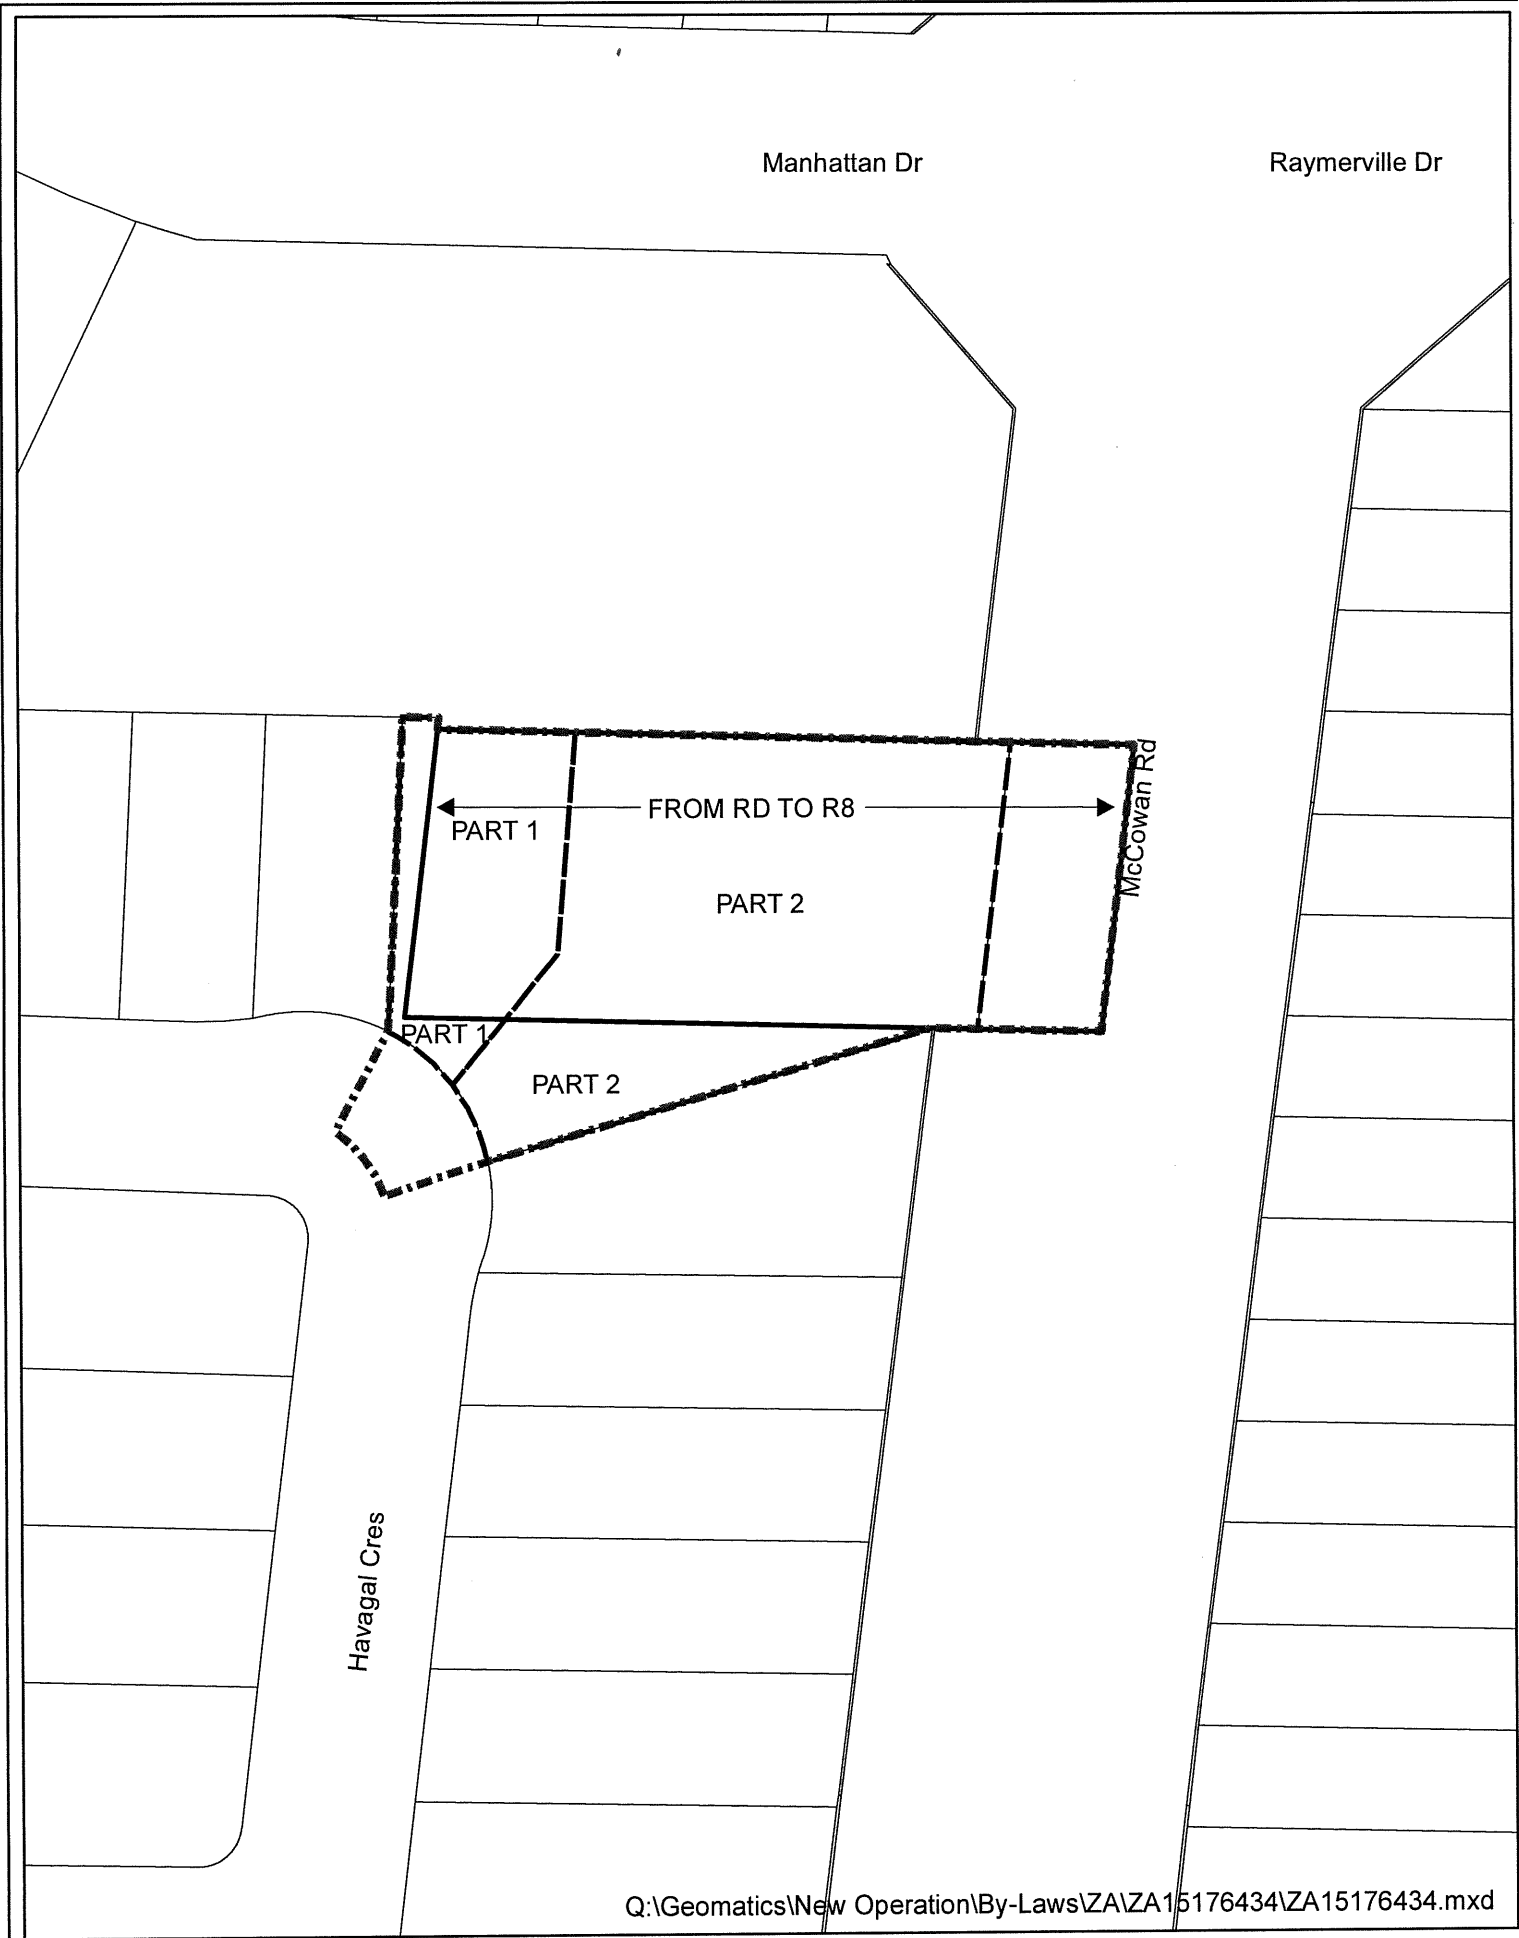 Manhattan Dr
Raymerville Dr
McCowan Rd
FROM RD TO R8
PART 1
PART 2
PART 1
PART 2
Havagal Cres
Q:\Geomatics\New Operation\By-Laws\ZA\ZA15176434\ZA15176434.mxd